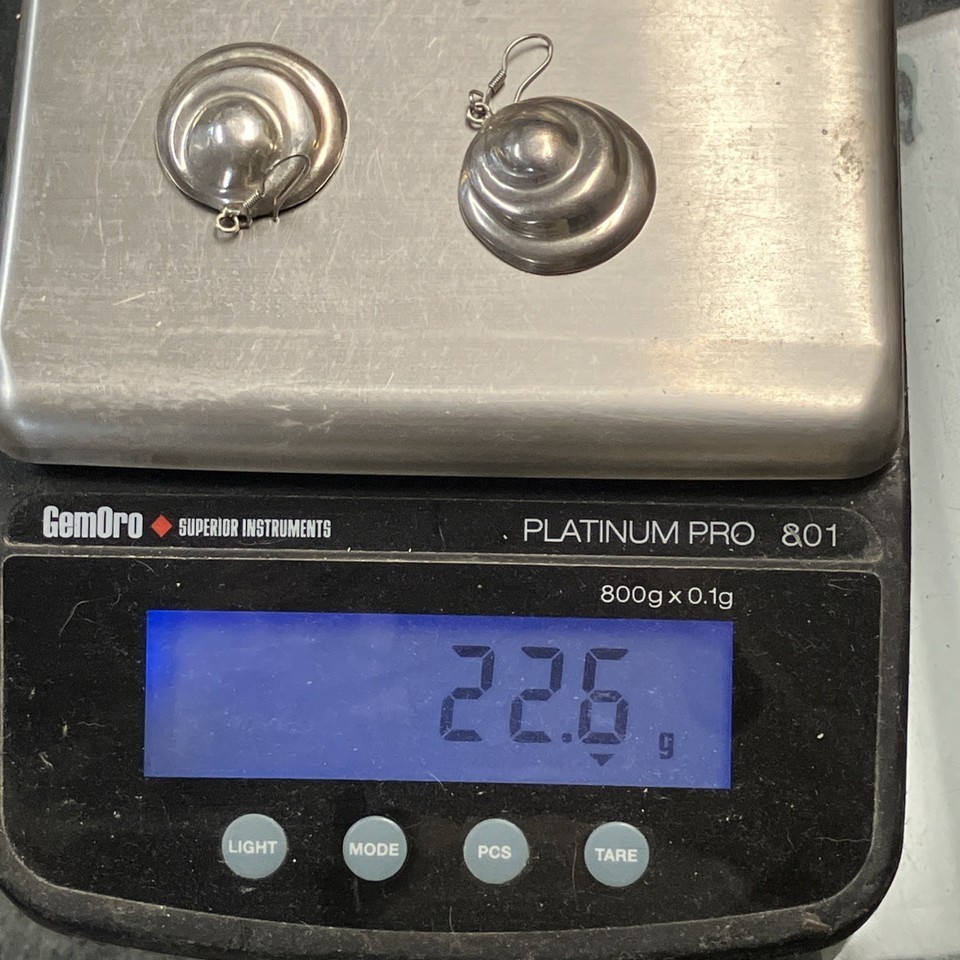 GemOro SUPERIOR INSTRUMENTS PLATINUM PRO 801
800g x 0.1g
22.6 g
LIGHT MODE PCS TARE